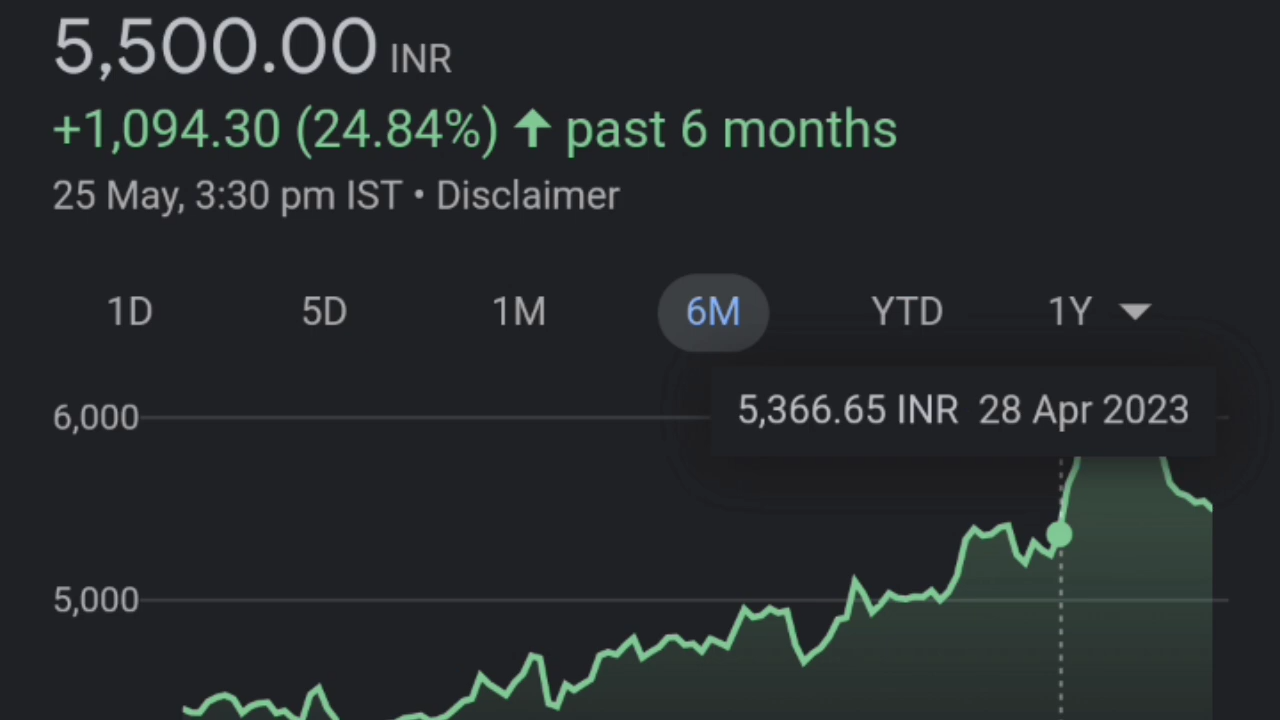 5,500.00 INR
+1,094.30 (24.84%) ↑ past 6 months
25 May, 3:30 pm IST • Disclaimer
1D 5D 1M 6M YTD 1Y
5,366.65 INR 28 Apr 2023
6,000
5,000